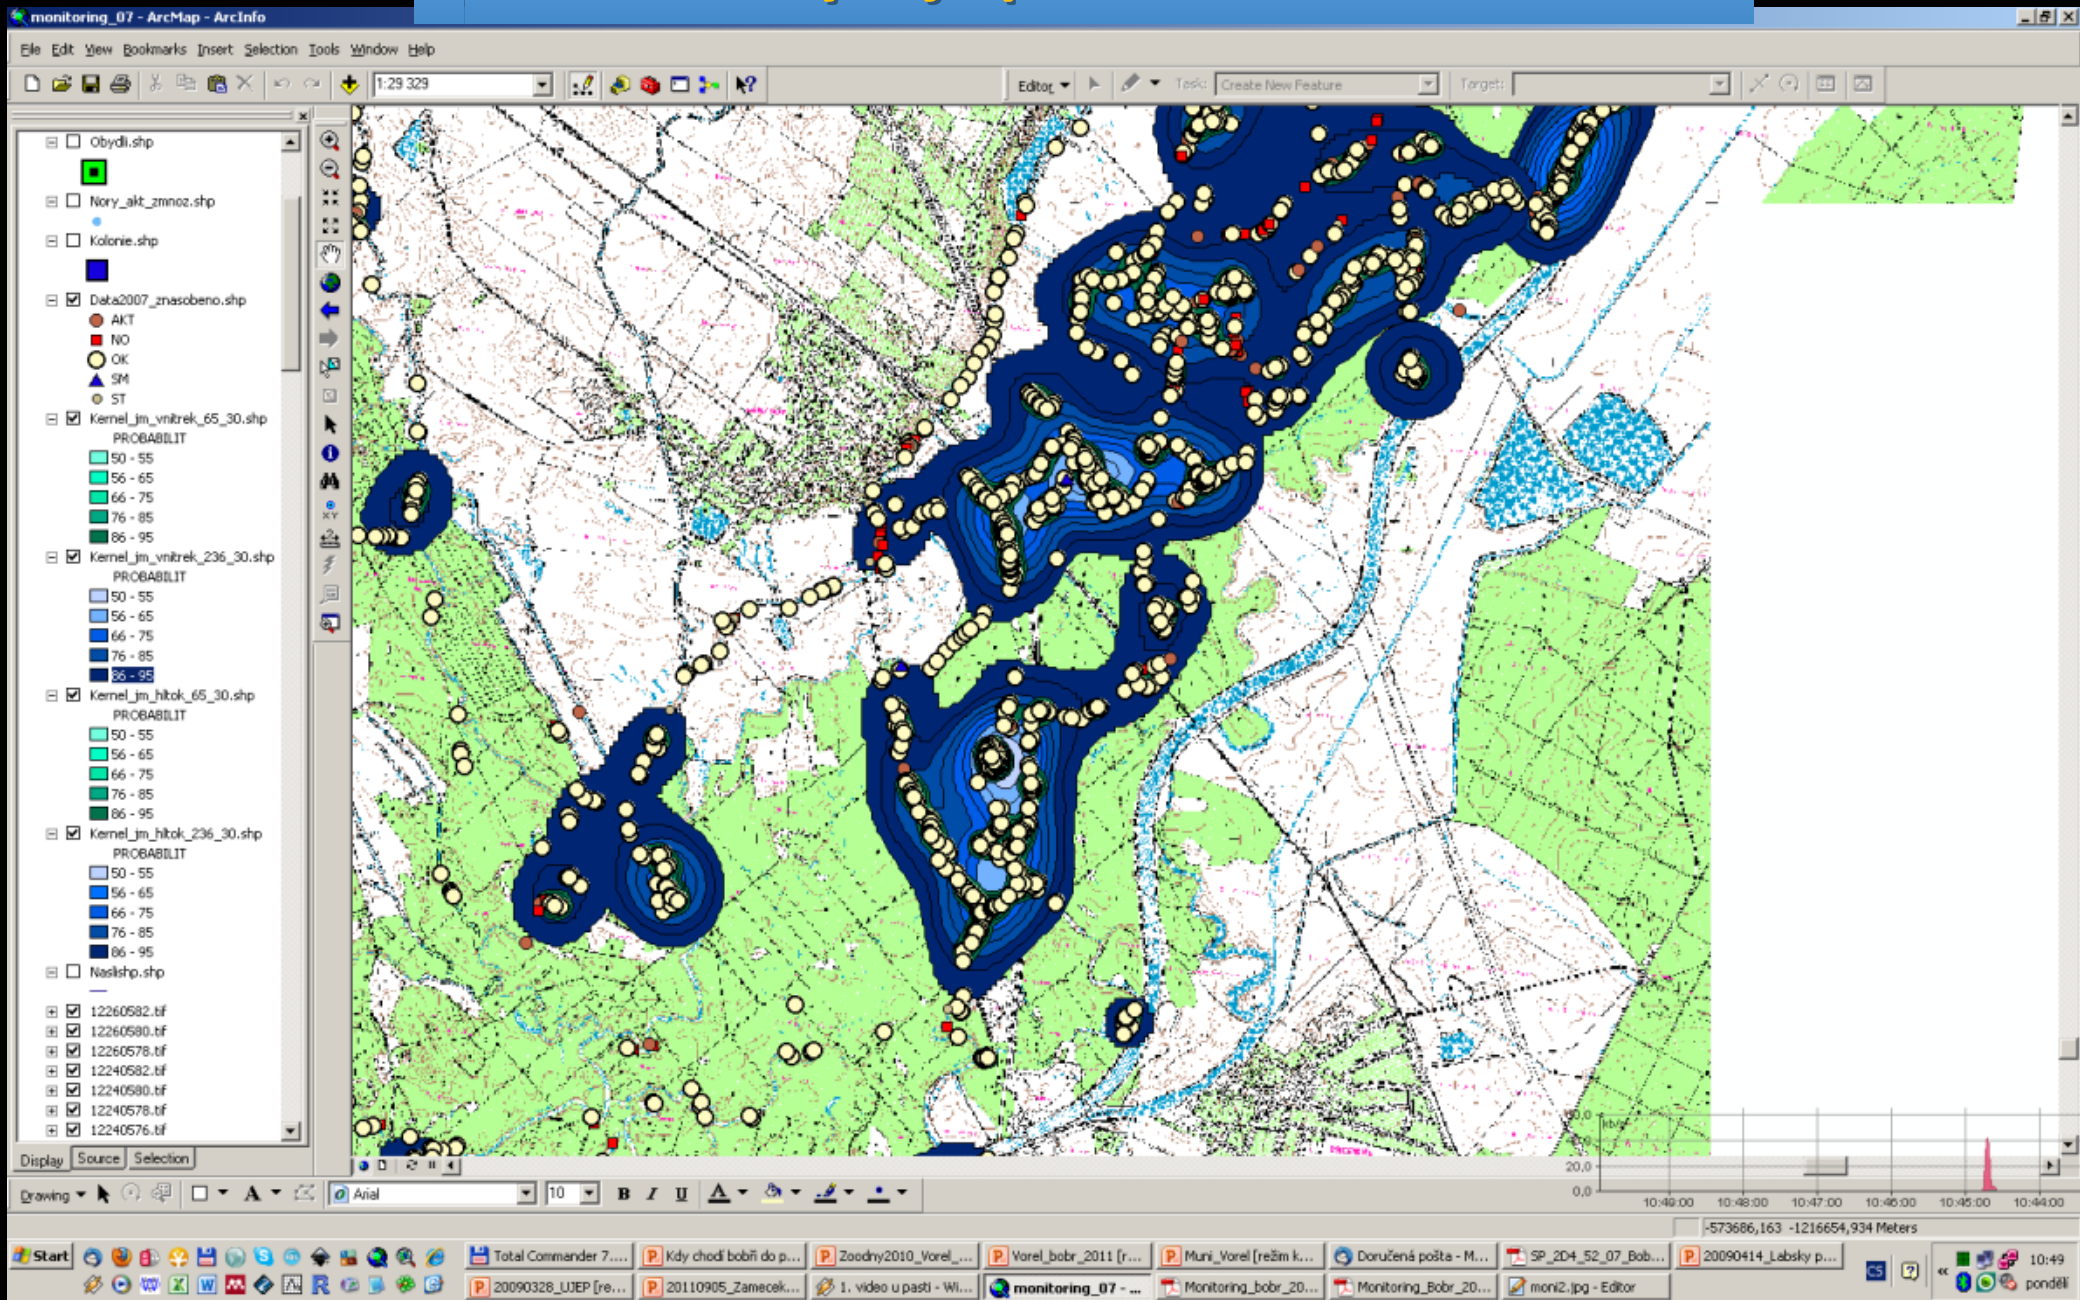 monitoring_07 - ArcMap - ArcInfo
File Edit View Bookmarks Insert Selection Tools Window Help
1:29 329
Editor
Task: Create New Feature
Target:
Obydli.shp
Nory_akt_zmnoz.shp
Kolonie.shp
Data2007_znasobeno.shp
AKT
NO
OK
SM
ST
Kernel_jm_vnitrek_65_30.shp
PROBABILIT
50 - 55
56 - 65
66 - 75
76 - 85
86 - 95
Kernel_jm_vnitrek_236_30.shp
PROBABILIT
50 - 55
56 - 65
66 - 75
76 - 85
86 - 95
Kernel_jm_hltok_65_30.shp
PROBABILIT
50 - 55
56 - 65
66 - 75
76 - 85
86 - 95
Kernel_jm_hltok_236_30.shp
PROBABILIT
50 - 55
56 - 65
66 - 75
76 - 85
86 - 95
Naslishp.shp
12260582.tif
12260580.tif
12260578.tif
12240582.tif
12240580.tif
12240578.tif
12240576.tif
Display Source Selection
20,0
0,0
10:49:00 10:48:00 10:47:00 10:46:00 10:45:00 10:44:00
Drawing Arial 10 B I U A
-573686,163 -1216654,934 Meters
Start
Total Commander 7....
Kdy chodí bobři do p...
Zoodny2010_Vorel_...
Vorel_bobr_2011 [r...
Muni_Vorel [režim k...
Doručená pošta - M...
SP_2D4_52_07_Bob...
20090414_Labsky p...
CS
10:49
20090328_UJEP [re...
20110905_Zamecek...
1. video u pasti - Wi...
monitoring_07 - ...
Monitoring_bobr_20...
Monitoring_Bobr_20...
moni2.jpg - Editor
pondělí